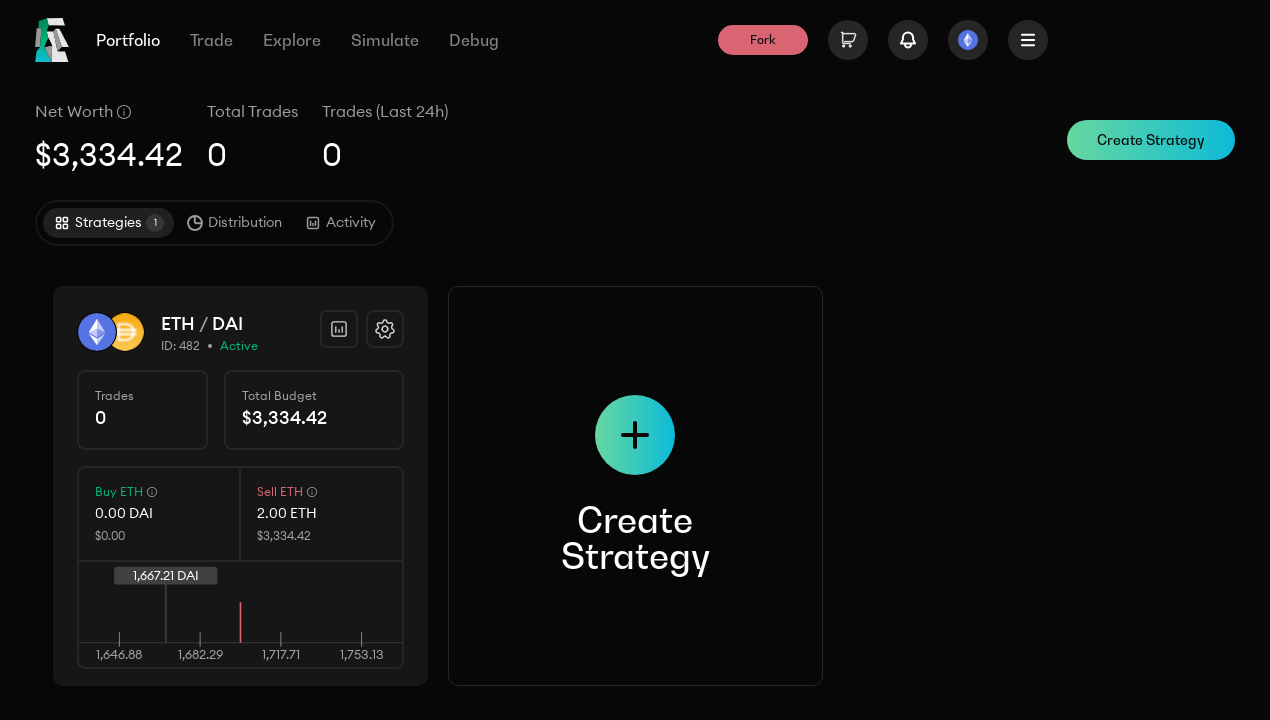 Portfolio Trade Explore Simulate Debug Fork
Net Worth Total Trades Trades (Last 24h)
$3,334.42 0 0
Create Strategy
Strategies 1 Distribution Activity
ETH / DAI
ID: 482 • Active
Trades Total Budget
0 $3,334.42
Buy ETH Sell ETH
0.00 DAI 2.00 ETH
$0.00 $3,334.42
1,667.21 DAI
1,646.88 1,682.29 1,717.71 1,753.13
Create
Strategy